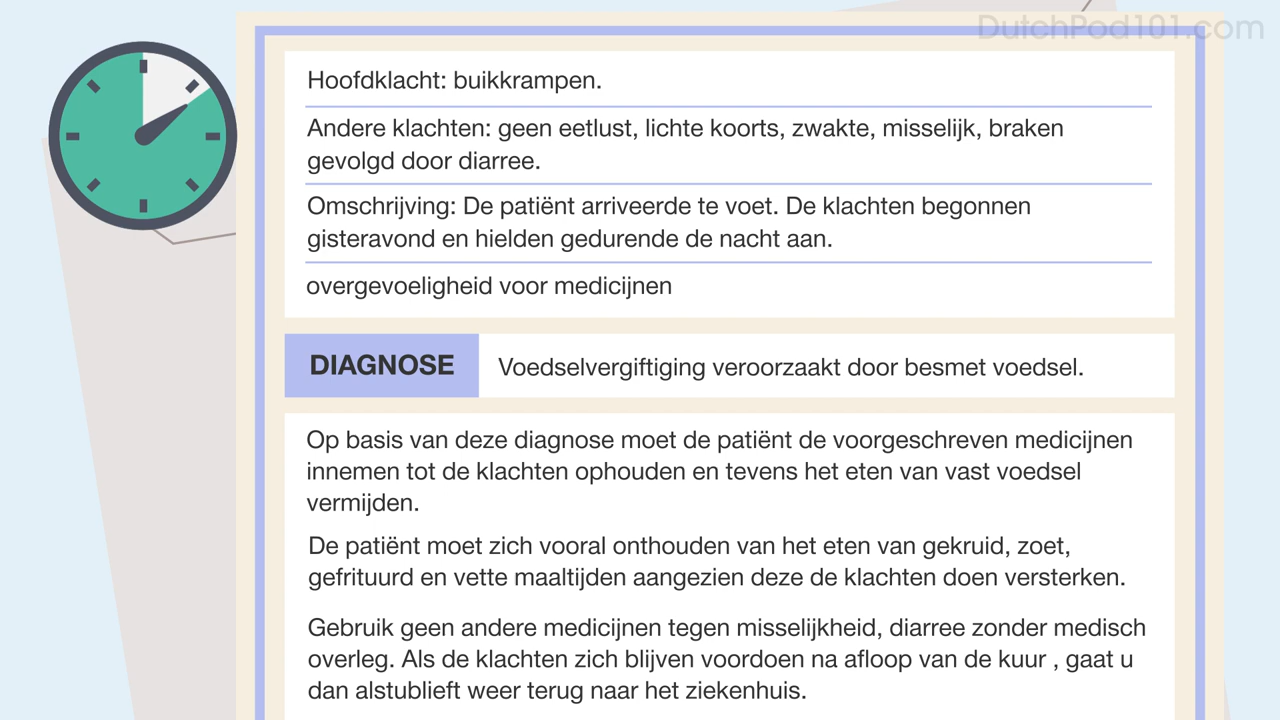 DutchPod101.com
Hoofdklacht: buikkrampen.
Andere klachten: geen eetlust, lichte koorts, zwakte, misselijk, braken
gevolgd door diarree.
Omschrijving: De patiënt arriveerde te voet. De klachten begonnen
gisteravond en hielden gedurende de nacht aan.
overgevoeligheid voor medicijnen
DIAGNOSE Voedselvergiftiging veroorzaakt door besmet voedsel.
Op basis van deze diagnose moet de patiënt de voorgeschreven medicijnen
innemen tot de klachten ophouden en tevens het eten van vast voedsel
vermijden.
De patiënt moet zich vooral onthouden van het eten van gekruid, zoet,
gefrituurd en vette maaltijden aangezien deze de klachten doen versterken.
Gebruik geen andere medicijnen tegen misselijkheid, diarree zonder medisch
overleg. Als de klachten zich blijven voordoen na afloop van de kuur , gaat u
dan alstublieft weer terug naar het ziekenhuis.